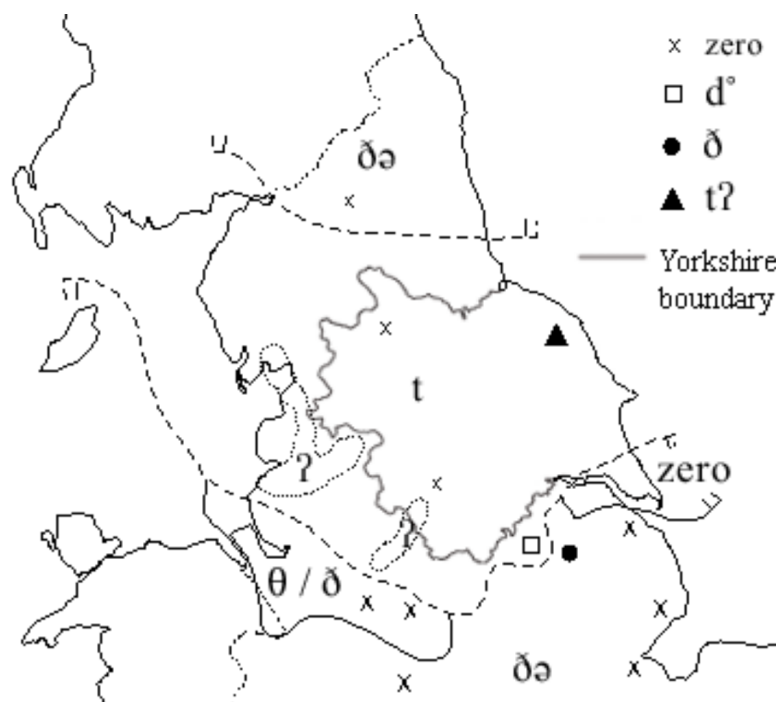 x zero
d°
ð
tʔ
Yorkshire
boundary
ðə
x
x
t
zero
ʔ
x
ʔ
x
θ / ð
x
x
x
ðə
x
x